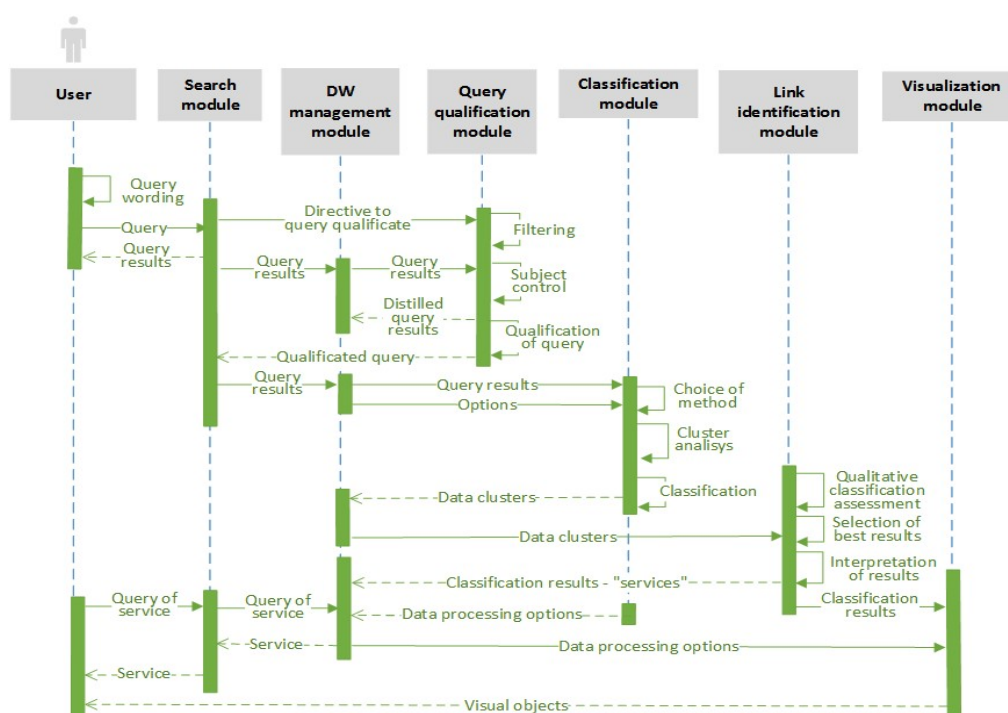 User
Search
module
DW
management
module
Query
qualification
module
Classification
module
Link
identification
module
Visualization
module
Query
wording
Query
Query
results
Directive to
query qualificate
Filtering
Query
results
Query
results
Subject
control
Distilled
query
results
Qualification
of query
Qualificated query
Query
results
Query results
Options
Choice of
method
Cluster
analisys
Classification
Data clusters
Qualitative
classification
assessment
Data clusters
Selection of
best results
Interpretation
of results
Classification results - "services"
Query of
service
Query of
service
Data processing options
Classification
results
Service
Data processing options
Service
Visual objects